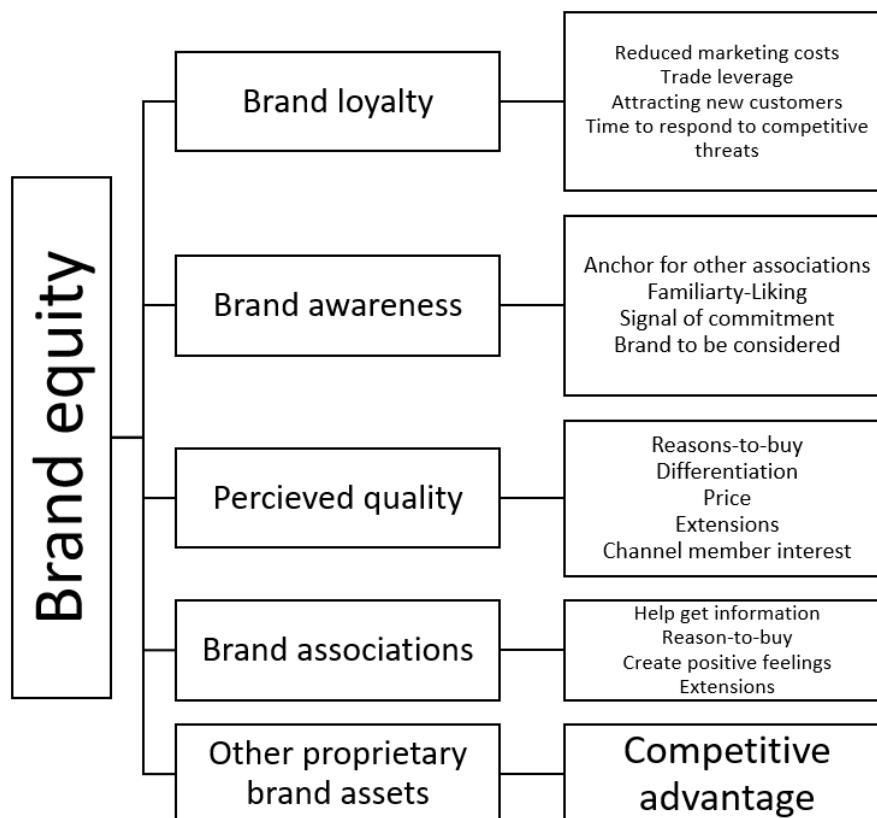 Brand equity
Brand loyalty
Reduced marketing costs
Trade leverage
Attracting new customers
Time to respond to competitive
threats
Brand awareness
Anchor for other associations
Familiarty-Liking
Signal of commitment
Brand to be considered
Percieved quality
Reasons-to-buy
Differentiation
Price
Extensions
Channel member interest
Brand associations
Help get information
Reason-to-buy
Create positive feelings
Extensions
Other proprietary
brand assets
Competitive
advantage